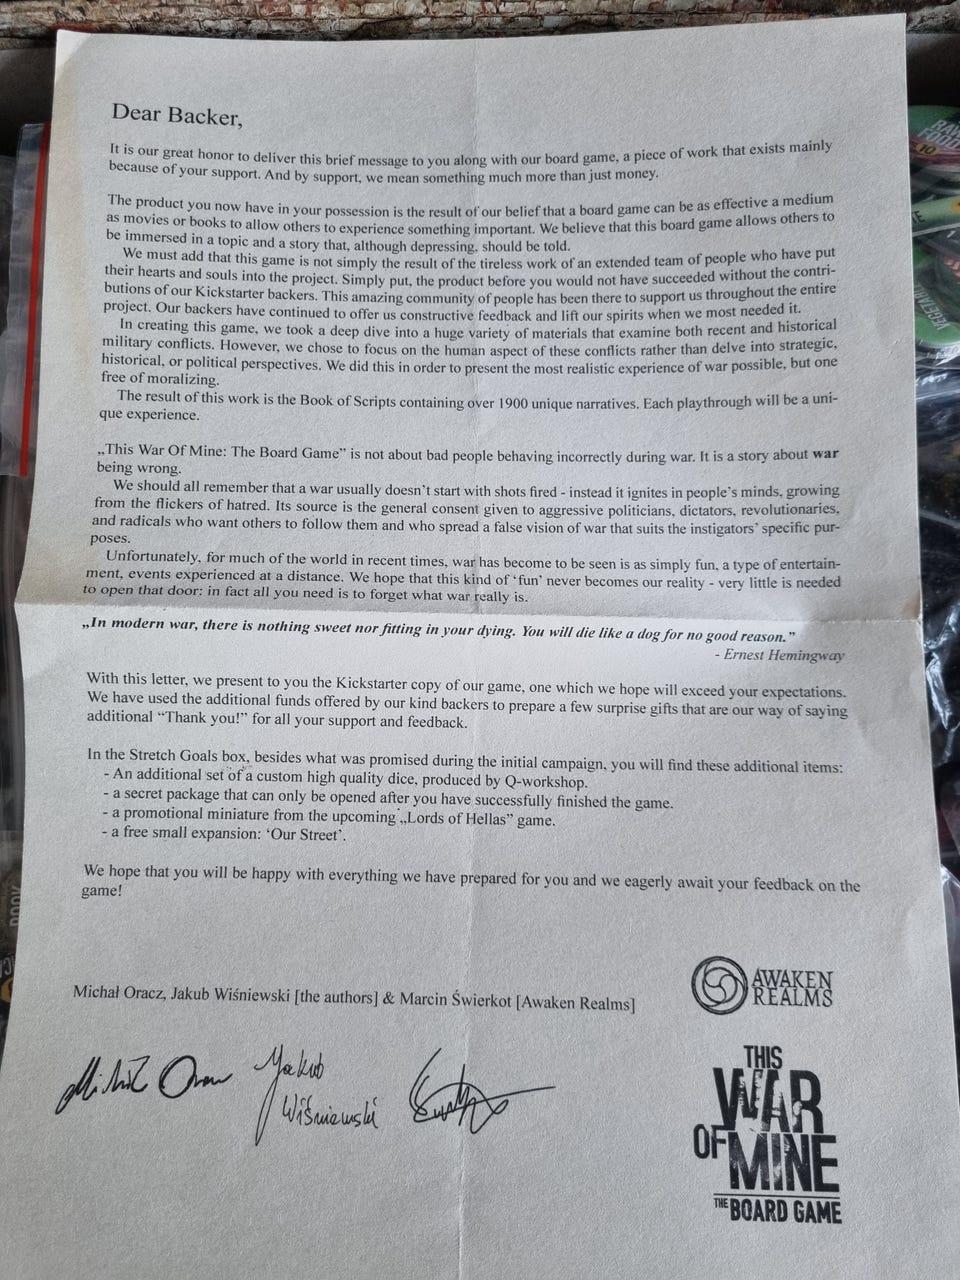 Dear Backer,
It is our great honor to deliver this brief message to you along with our board game, a piece of work that exists mainly
because of your support. And by support, we mean something much more than just money.
The product you now have in your possession is the result of our belief that a board game can be as effective a medium
as movies or books to allow others to experience something important. We believe that this board game allows others to
be immersed in a topic and a story that, although depressing, should be told.
We must add that this game is not simply the result of the tireless work of an extended team of people who have put
their hearts and souls into the project. Simply put, the product before you would not have succeeded without the contri-
butions of our Kickstarter backers. This amazing community of people has been there to support us throughout the entire
project. Our backers have continued to offer us constructive feedback and lift our spirits when we most needed it.
In creating this game, we took a deep dive into a huge variety of materials that examine both recent and historical
military conflicts. However, we chose to focus on the human aspect of these conflicts rather than delve into strategic,
historical, or political perspectives. We did this in order to present the most realistic experience of war possible, but one
free of moralizing.
The result of this work is the Book of Scripts containing over 1900 unique narratives. Each playthrough will be a uni-
que experience.
„This War Of Mine: The Board Game” is not about bad people behaving incorrectly during war. It is a story about war
being wrong.
We should all remember that a war usually doesn't start with shots fired - instead it ignites in people's minds, growing
from the flickers of hatred. Its source is the general consent given to aggressive politicians, dictators, revolutionaries,
and radicals who want others to follow them and who spread a false vision of war that suits the instigators' specific pur-
poses.
Unfortunately, for much of the world in recent times, war has become to be seen is as simply fun, a type of entertain-
ment, events experienced at a distance. We hope that this kind of 'fun' never becomes our reality - very little is needed
to open that door: in fact all you need is to forget what war really is.
„In modern war, there is nothing sweet nor fitting in your dying. You will die like a dog for no good reason.”
- Ernest Hemingway
With this letter, we present to you the Kickstarter copy of our game, one which we hope will exceed your expectations.
We have used the additional funds offered by our kind backers to prepare a few surprise gifts that are our way of saying
additional “Thank you!” for all your support and feedback.
In the Stretch Goals box, besides what was promised during the initial campaign, you will find these additional items:
- An additional set of a custom high quality dice, produced by Q-workshop.
- a secret package that can only be opened after you have successfully finished the game.
- a promotional miniature from the upcoming „Lords of Hellas” game.
- a free small expansion: 'Our Street'.
We hope that you will be happy with everything we have prepared for you and we eagerly await your feedback on the
game!
Michał Oracz, Jakub Wiśniewski [the authors] & Marcin Świerkot [Awaken Realms]
AWAKEN
REALMS
Michał Oracz
Jakub
Wiśniewski
THIS
WAR
OF MINE
THE BOARD GAME
RAW
FOOD
10
VEGETABLE
BOOK